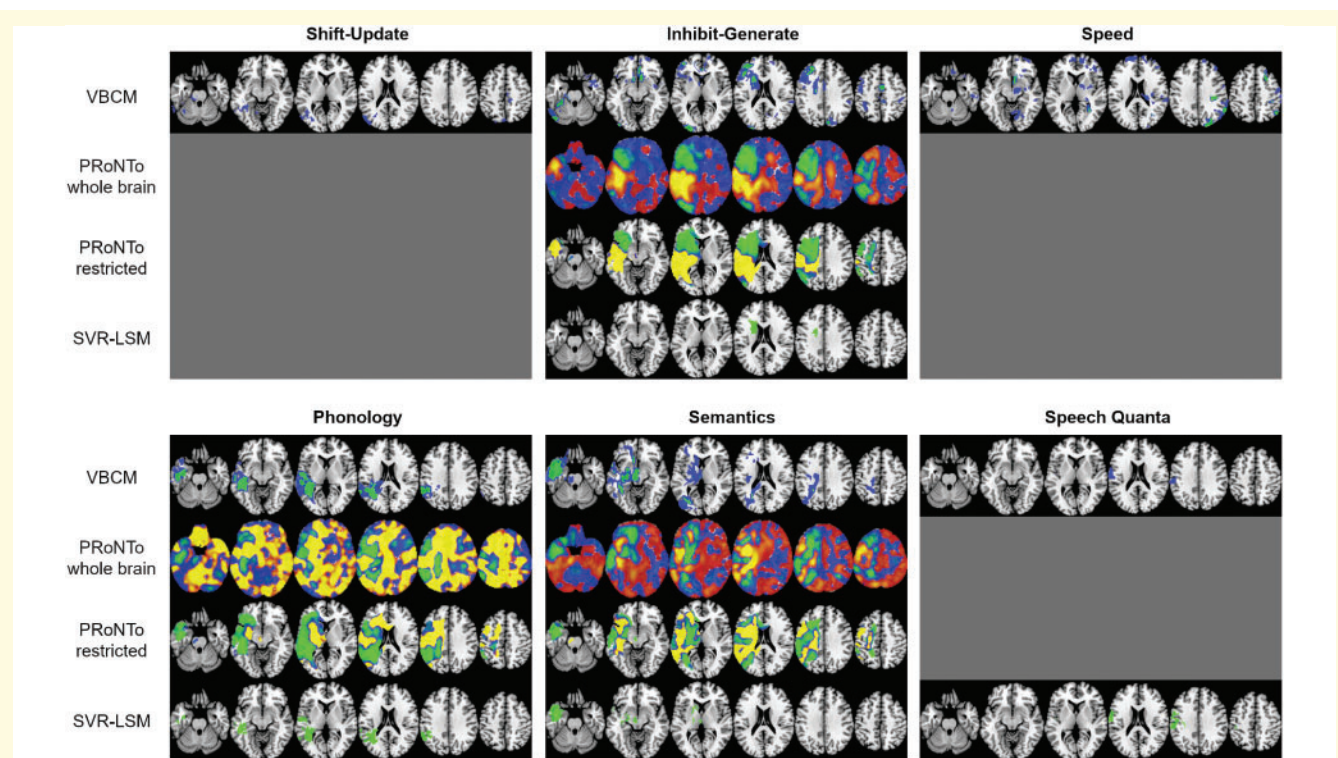 Shift-Update
Inhibit-Generate
Speed
VBCM
PRoNTo
whole brain
PRoNTo
restricted
SVR-LSM
Phonology
Semantics
Speech Quanta
VBCM
PRoNTo
whole brain
PRoNTo
restricted
SVR-LSM